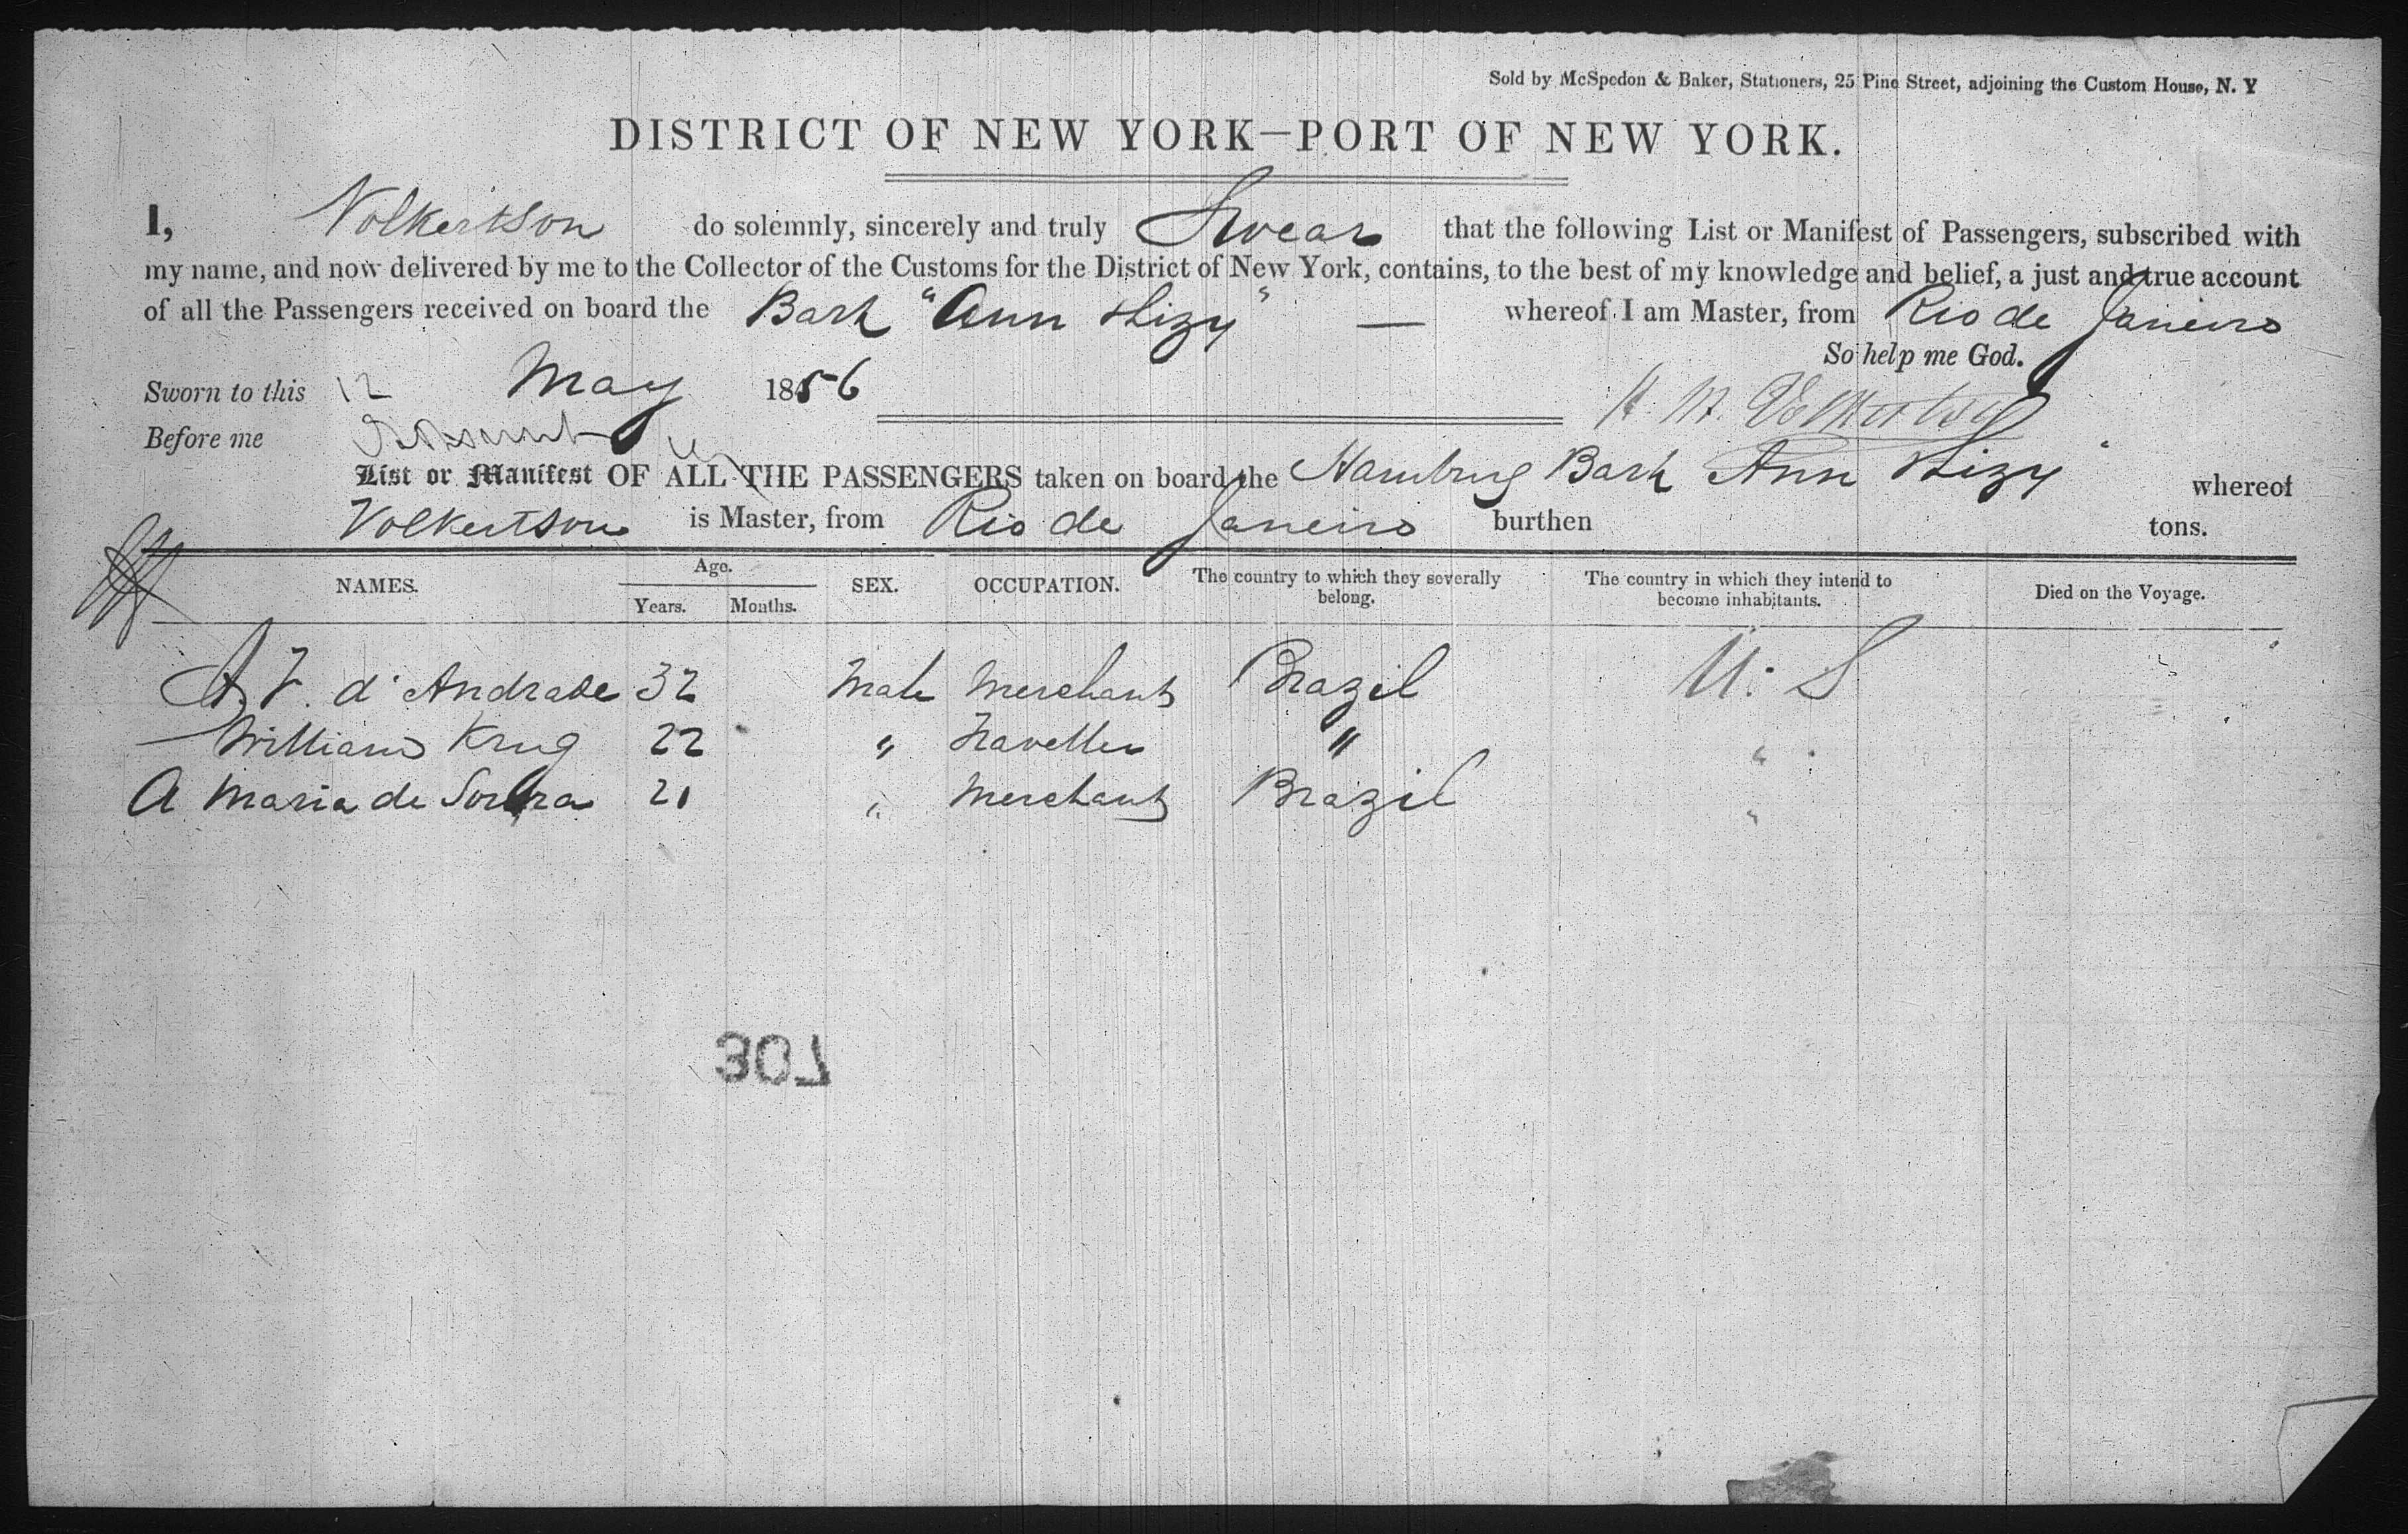 Sold by McSpedon & Baker, Stationers, 25 Pine Street, adjoining the Custom House, N. Y
DISTRICT OF NEW YORK—PORT OF NEW YORK.
I, Volkertson do solemnly, sincerely and truly Swear that the following List or Manifest of Passengers, subscribed with
my name, and now delivered by me to the Collector of the Customs for the District of New York, contains, to the best of my knowledge and belief, a just and true account
of all the Passengers received on board the Bark "Ann & Lizy" — whereof I am Master, from Rio de Janeiro
So help me God.
Sworn to this 12 May 1856
H. M. Volkertsen
Before me
List or Manifest OF ALL THE PASSENGERS taken on board the Hamburg Bark Ann & Lizy" whereof
Volkertson is Master, from Rio de Janeiro burthen tons.
NAMES. Age. Years. Months. SEX. OCCUPATION. The country to which they severally belong. The country in which they intend to become inhabitants. Died on the Voyage.
A. V. d'Andrade 32 Male Merchant Brazil U. S
William Krug 22 " Traveller " "
A Maria de Souza 21 " Merchant Brazil "
307